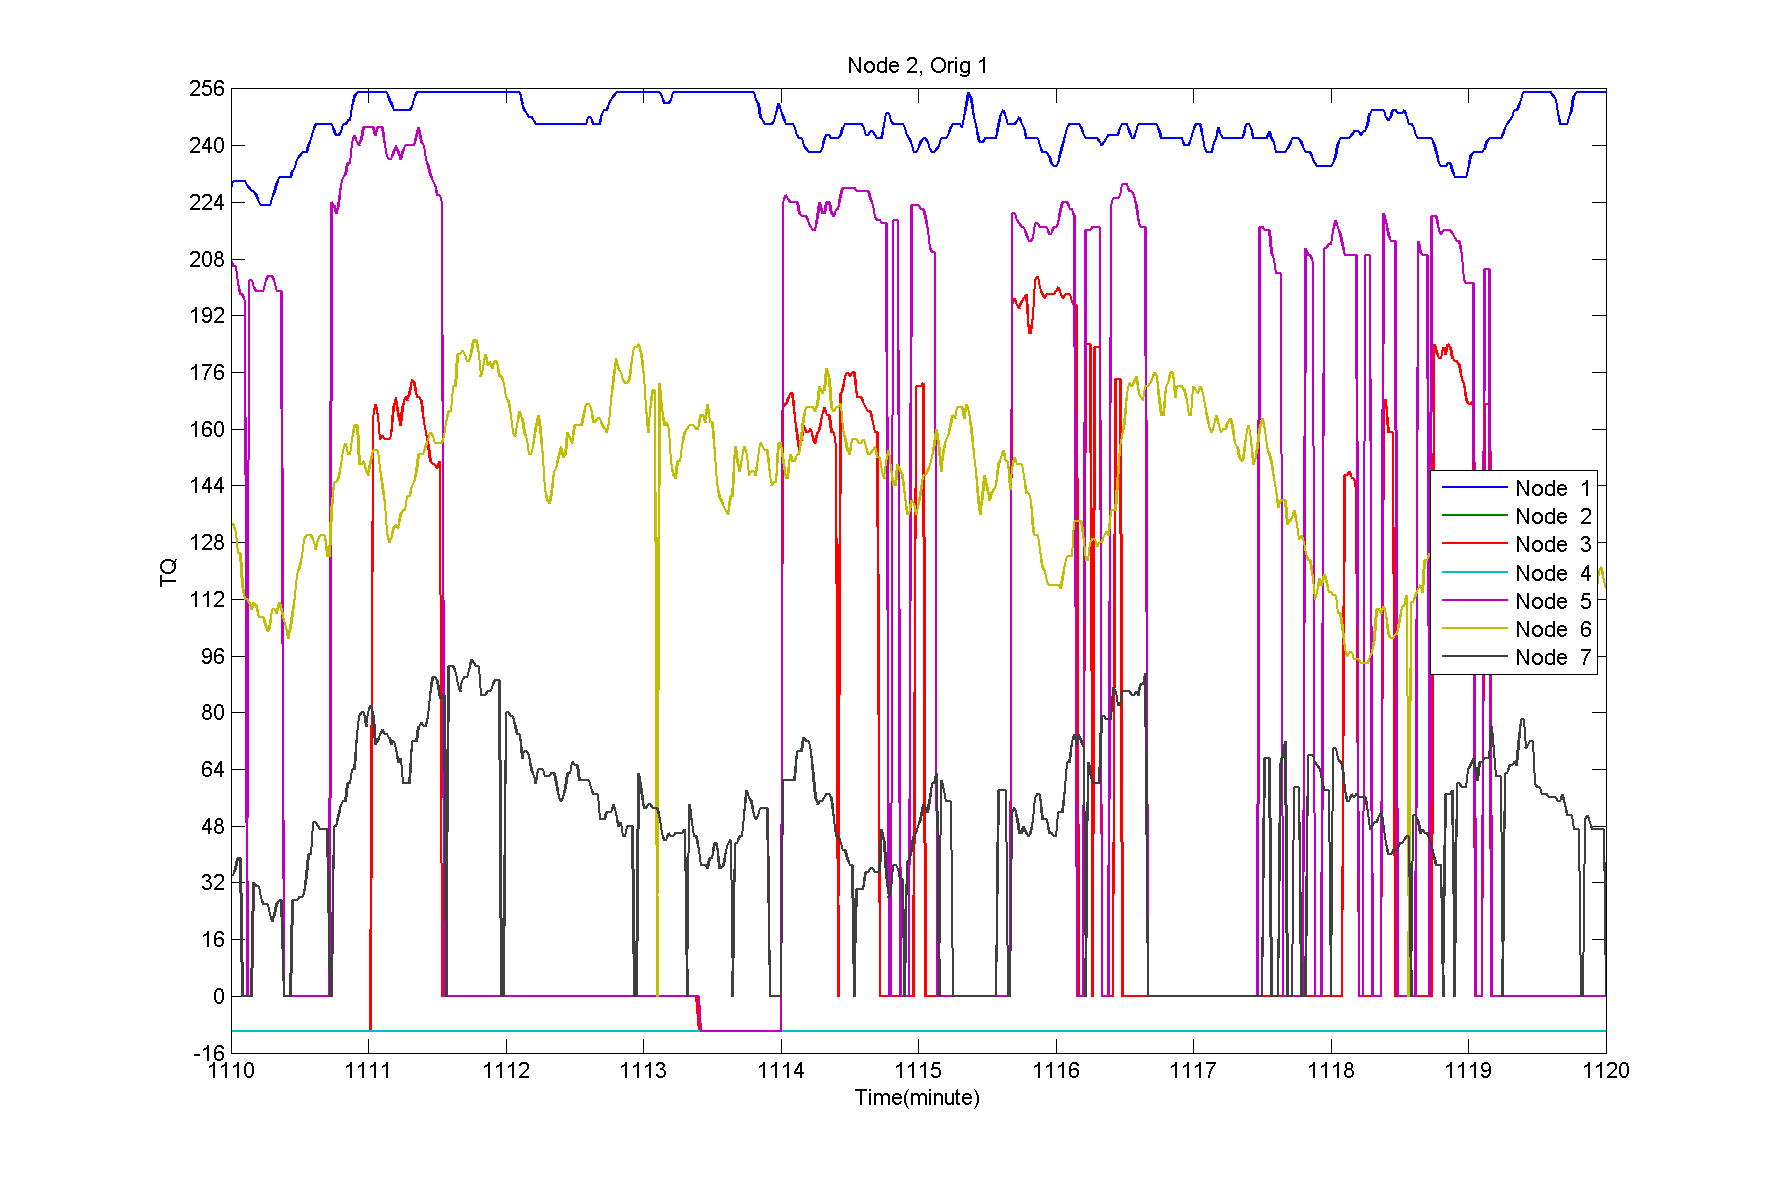 Node 2, Orig 1
256
240
224
208
192
176
160
144
128
112
96
80
64
48
32
16
0
-16
TQ
Node 1
Node 2
Node 3
Node 4
Node 5
Node 6
Node 7
1110 1111 1112 1113 1114 1115 1116 1117 1118 1119 1120
Time(minute)